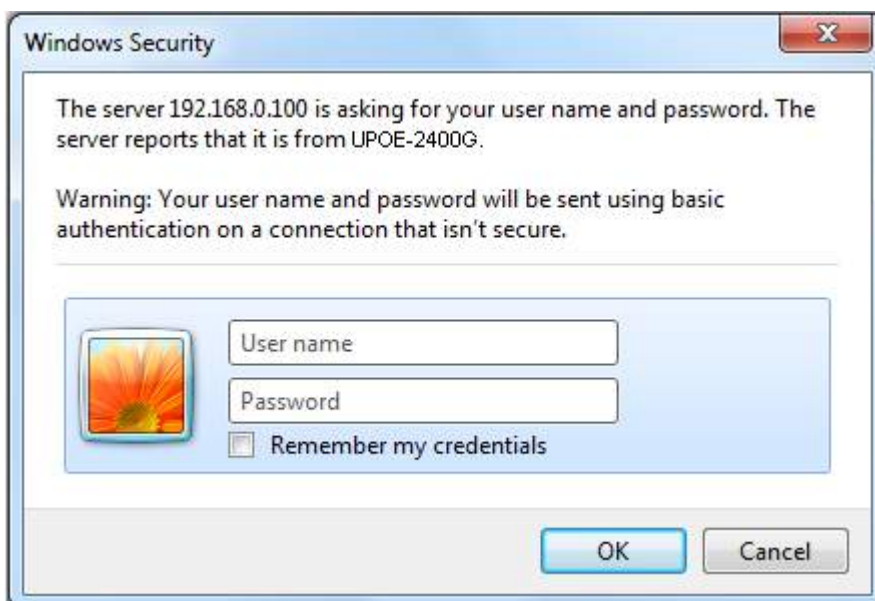 Windows Security
The server 192.168.0.100 is asking for your user name and password. The
server reports that it is from UPOE-2400G.
Warning: Your user name and password will be sent using basic
authentication on a connection that isn't secure.
User name
Password
Remember my credentials
OK
Cancel